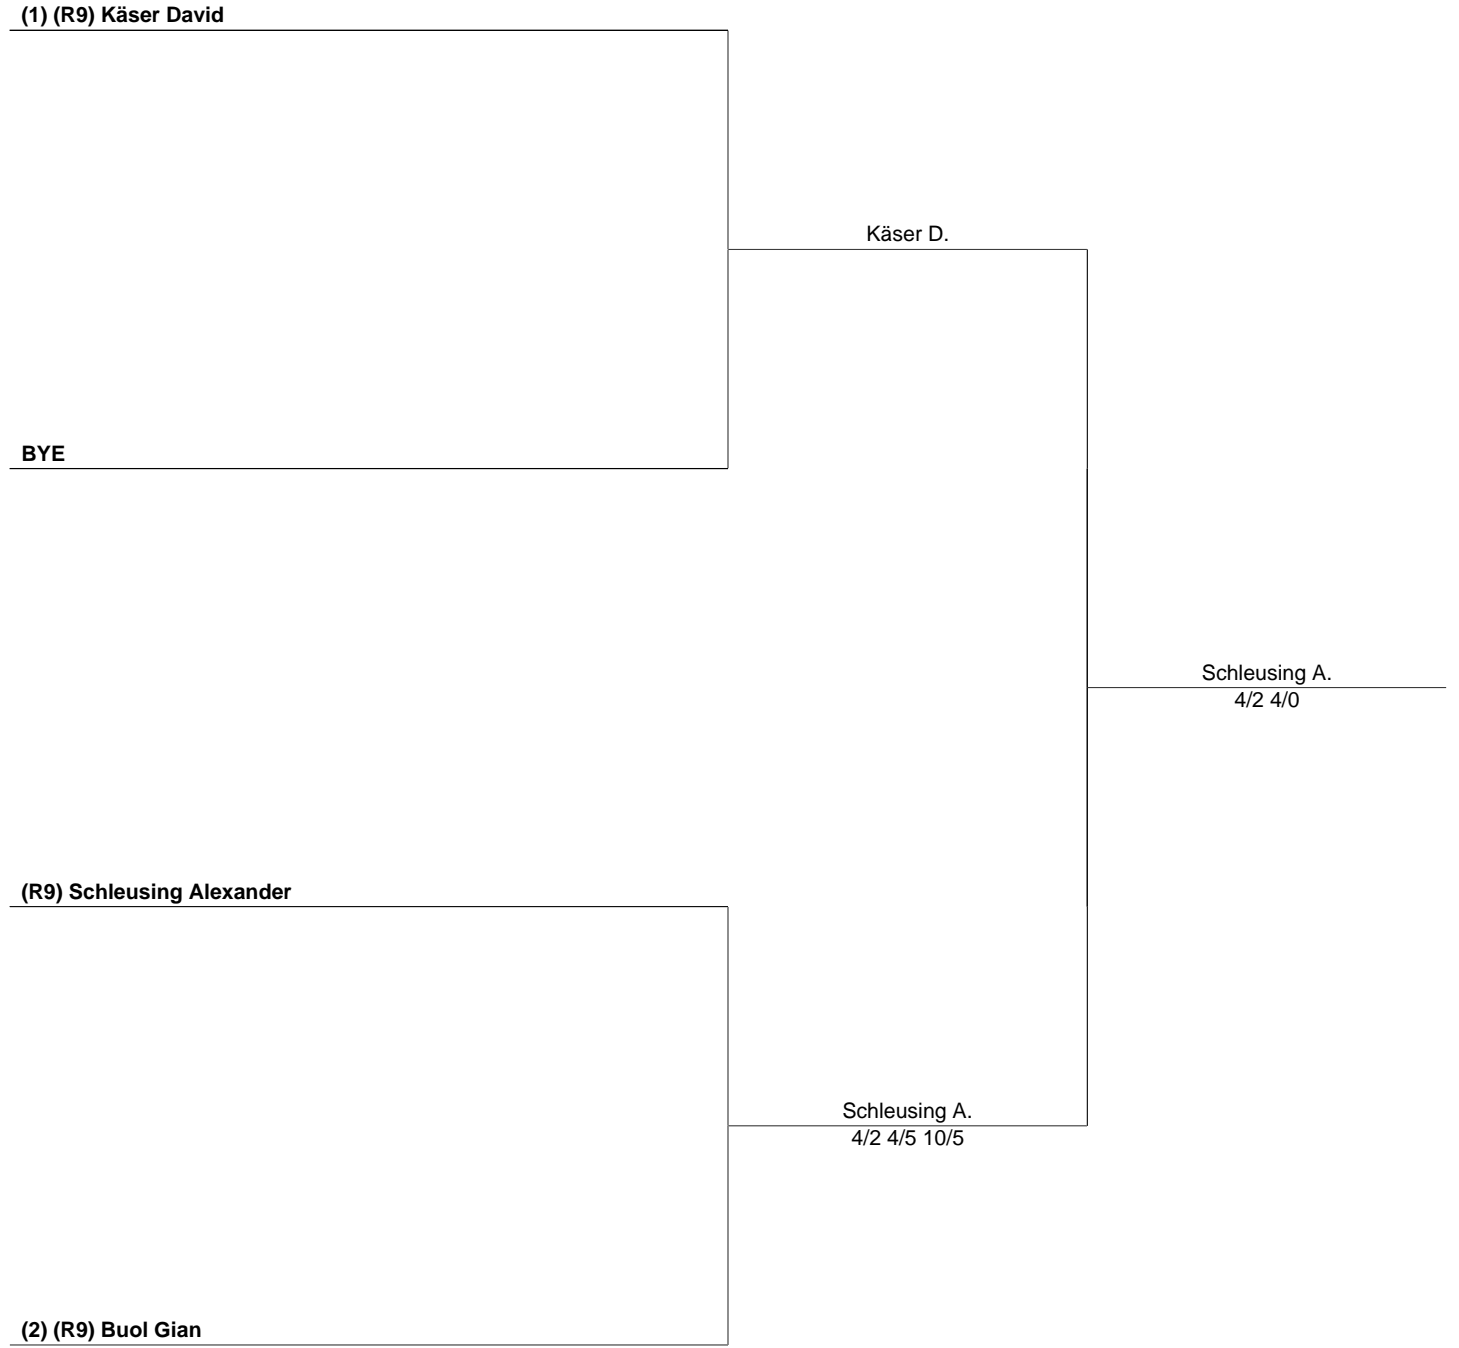 (1) (R9) Käser David
Käser D.
BYE
Schleusing A.
4/2 4/0
(R9) Schleusing Alexander
Schleusing A.
4/2 4/5 10/5
(2) (R9) Buol Gian